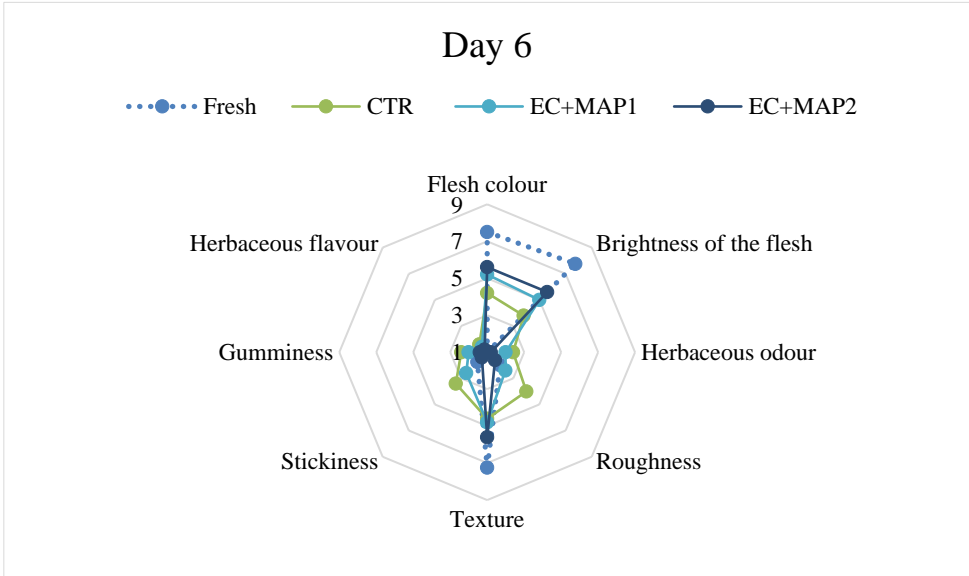 Day 6
Fresh CTR EC+MAP1 EC+MAP2
Flesh colour
9
Herbaceous flavour
7
Brightness of the flesh
5
3
Gumminess
1
Herbaceous odour
Stickiness
Roughness
Texture